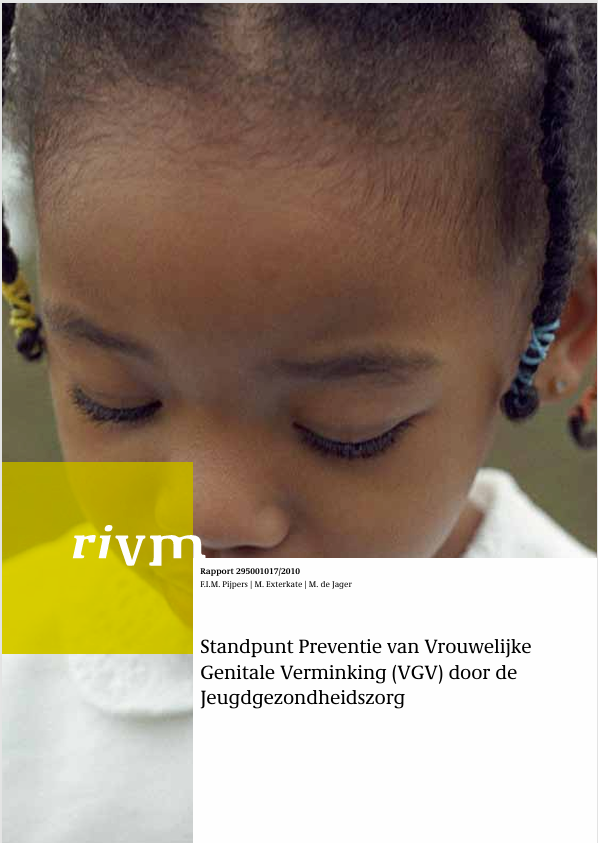 rivm
Rapport 295001017/2010
F.I.M. Pijpers | M. Exterkate | M. de Jager
Standpunt Preventie van Vrouwelijke
Genitale Verminking (VGV) door de
Jeugdgezondheidszorg